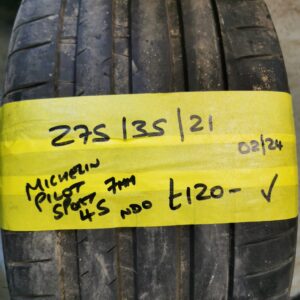 275/35/21
02/24
MICHELIN
PILOT
SPORT 7MM
4S NDO £120- ✓